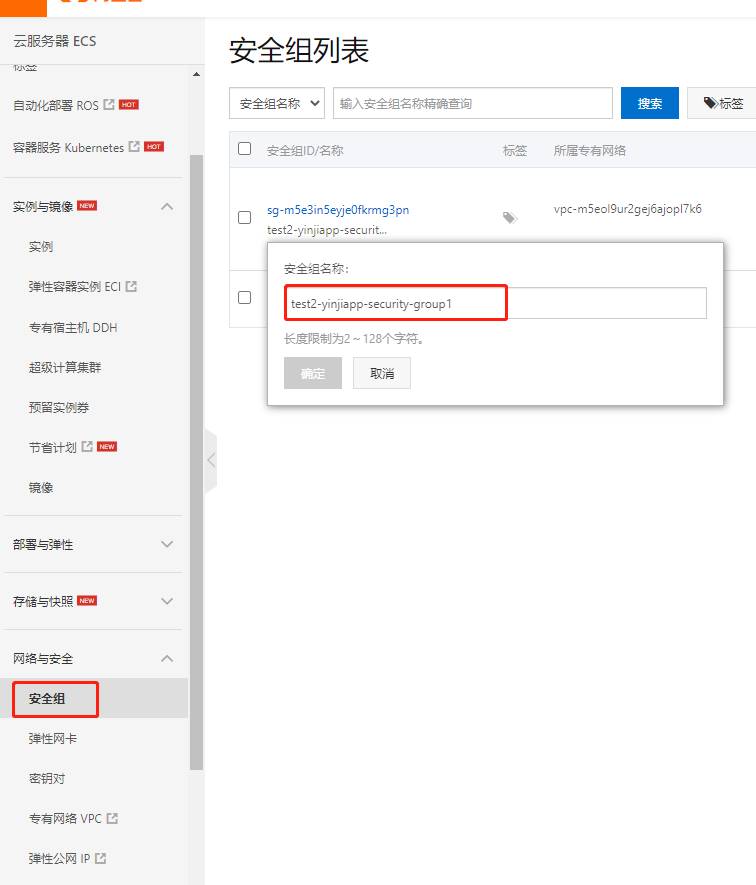 云服务器 ECS
标签
自动化部署 ROS HOT
容器服务 Kubernetes HOT
实例与镜像 NEW
实例
弹性容器实例 ECI
专有宿主机 DDH
超级计算集群
预留实例券
节省计划 NEW
镜像
部署与弹性
存储与快照 NEW
网络与安全
安全组
弹性网卡
密钥对
专有网络 VPC
弹性公网 IP
安全组列表
安全组名称 输入安全组名称精确查询 搜索 标签
安全组ID/名称 标签 所属专有网络
sg-m5e3in5eyje0fkrmg3pn vpc-m5eol9ur2gej6ajopl7k6
test2-yinjiapp-securit...
安全组名称:
test2-yinjiapp-security-group1
长度限制为2～128个字符。
确定 取消